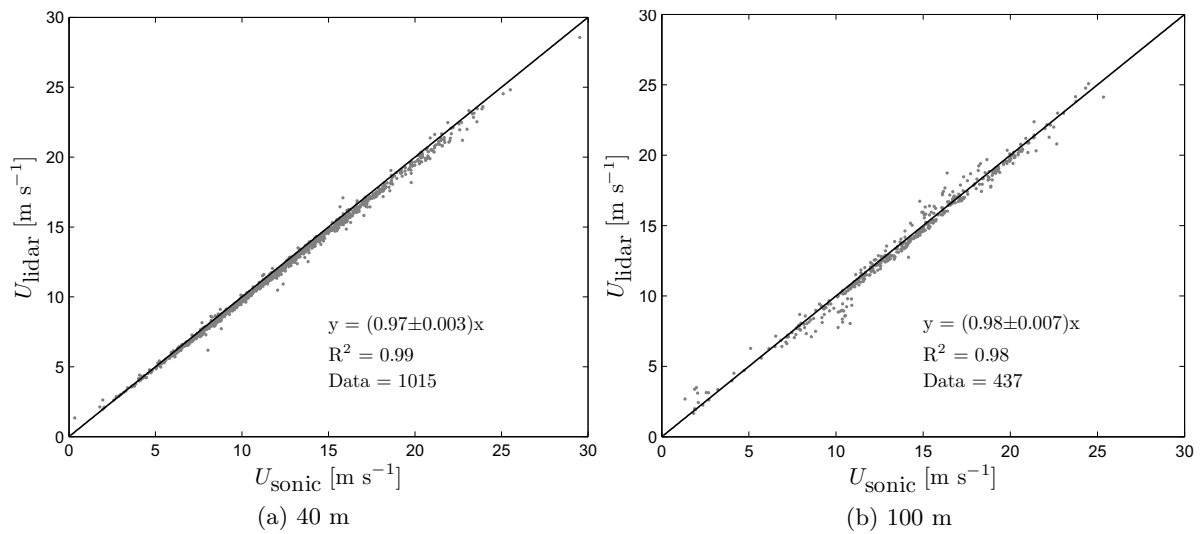 30
25
20
15
10
5
0
U_lidar [m s⁻¹]
y = (0.97±0.003)x
R² = 0.99
Data = 1015
0 5 10 15 20 25 30
U_sonic [m s⁻¹]
(a) 40 m
30
25
20
15
10
5
0
U_lidar [m s⁻¹]
y = (0.98±0.007)x
R² = 0.98
Data = 437
0 5 10 15 20 25 30
U_sonic [m s⁻¹]
(b) 100 m